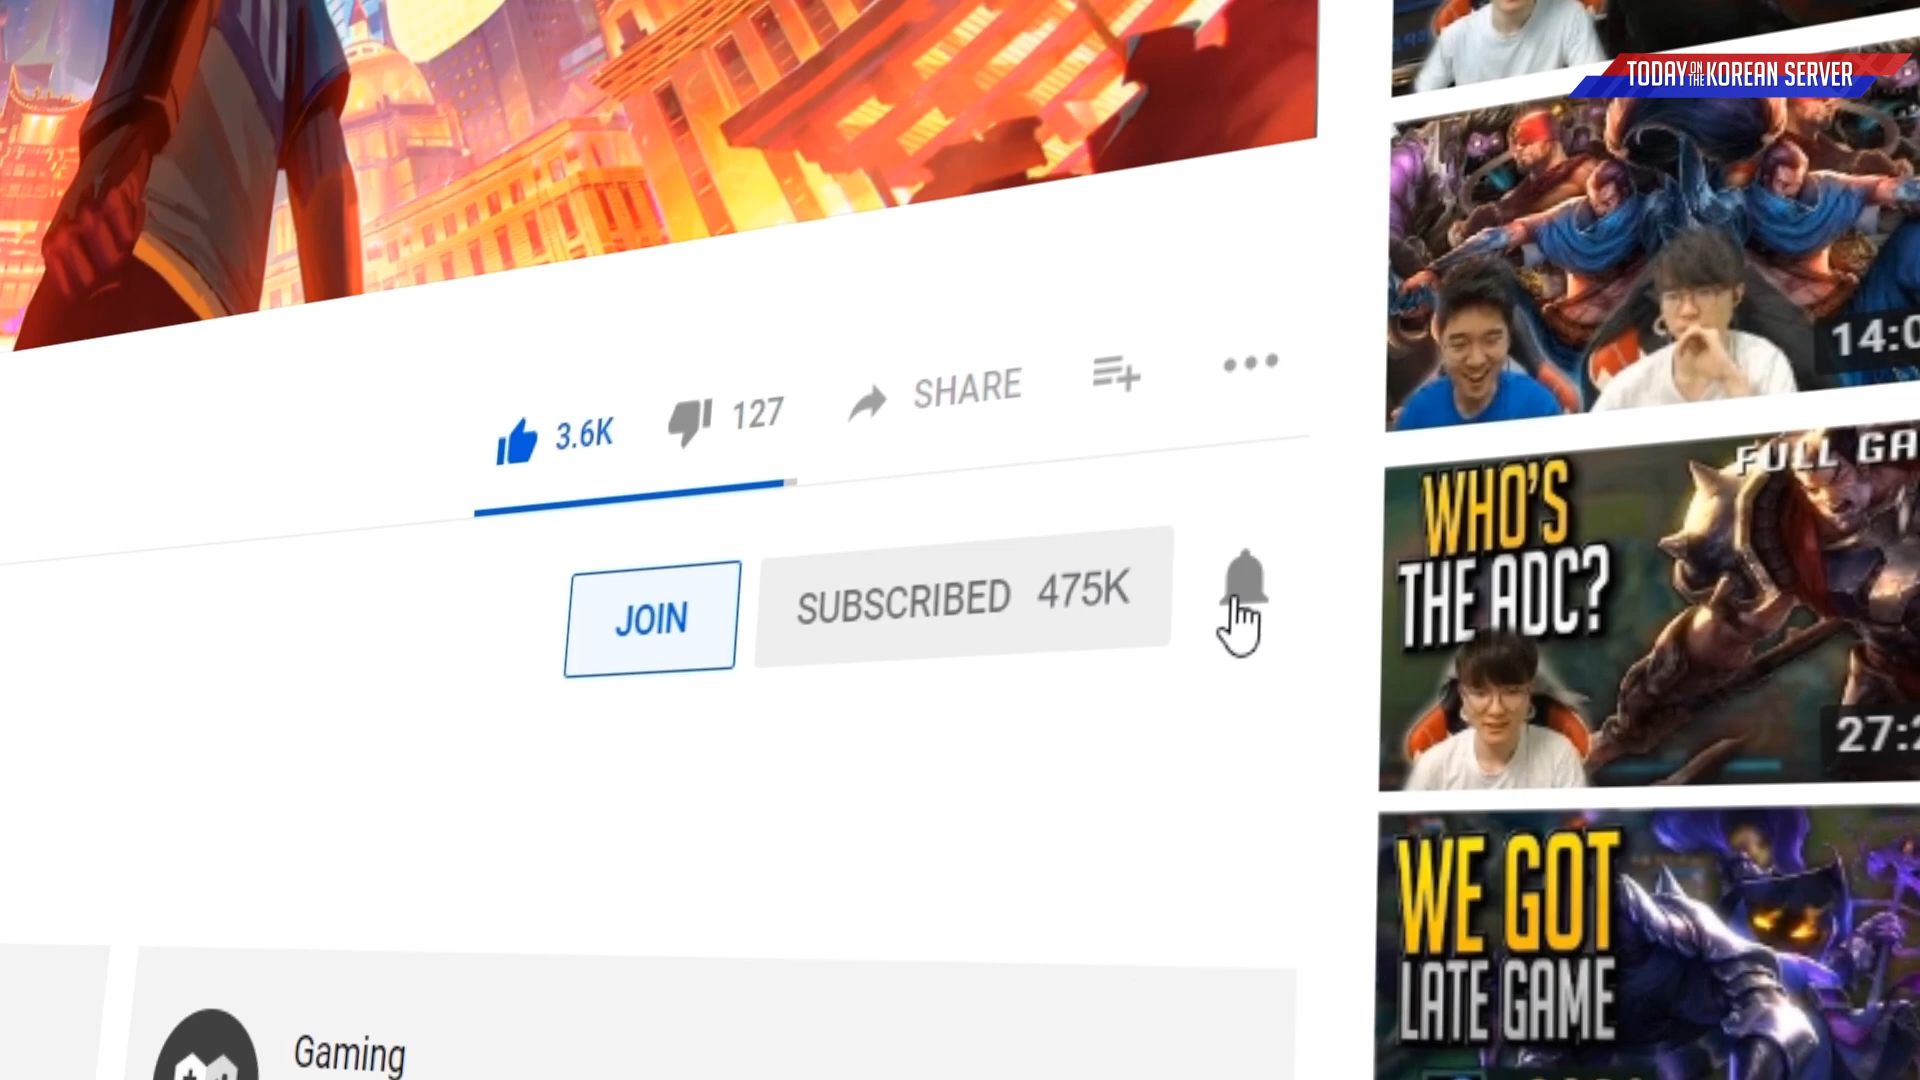 TODAY ON THE KOREAN SERVER
14:0
3.6K
127
SHARE
JOIN
SUBSCRIBED 475K
FULL GA
WHO'S
THE ADC?
27:2
WE GOT
LATE GAME
Gaming